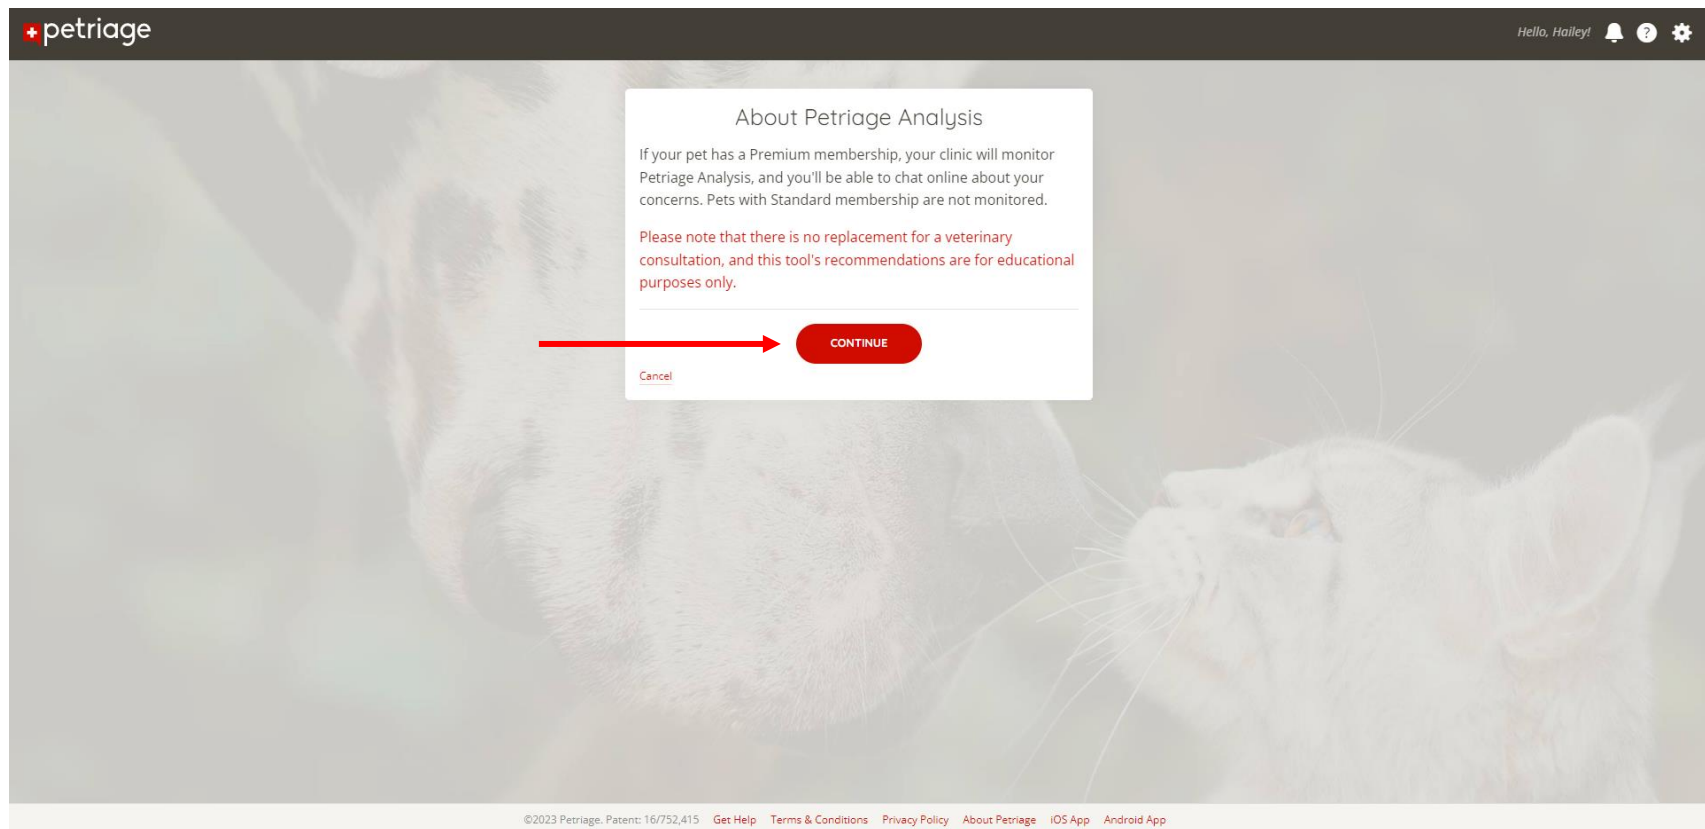 petriage
Hello, Hailey!
About Petriage Analysis
If your pet has a Premium membership, your clinic will monitor
Petriage Analysis, and you'll be able to chat online about your
concerns. Pets with Standard membership are not monitored.
Please note that there is no replacement for a veterinary
consultation, and this tool's recommendations are for educational
purposes only.
CONTINUE
Cancel
©2023 Petriage. Patent: 16/752,415 Get Help Terms & Conditions Privacy Policy About Petriage iOS App Android App